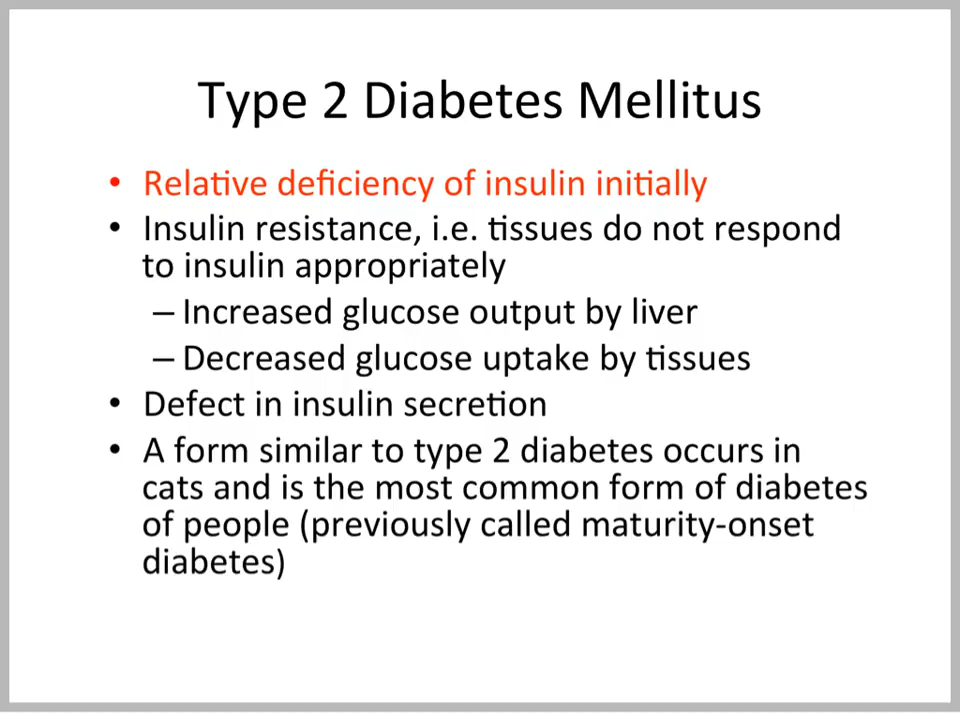 Type 2 Diabetes Mellitus
• Relative deficiency of insulin initially
• Insulin resistance, i.e. tissues do not respond
to insulin appropriately
– Increased glucose output by liver
– Decreased glucose uptake by tissues
• Defect in insulin secretion
• A form similar to type 2 diabetes occurs in
cats and is the most common form of diabetes
of people (previously called maturity-onset
diabetes)